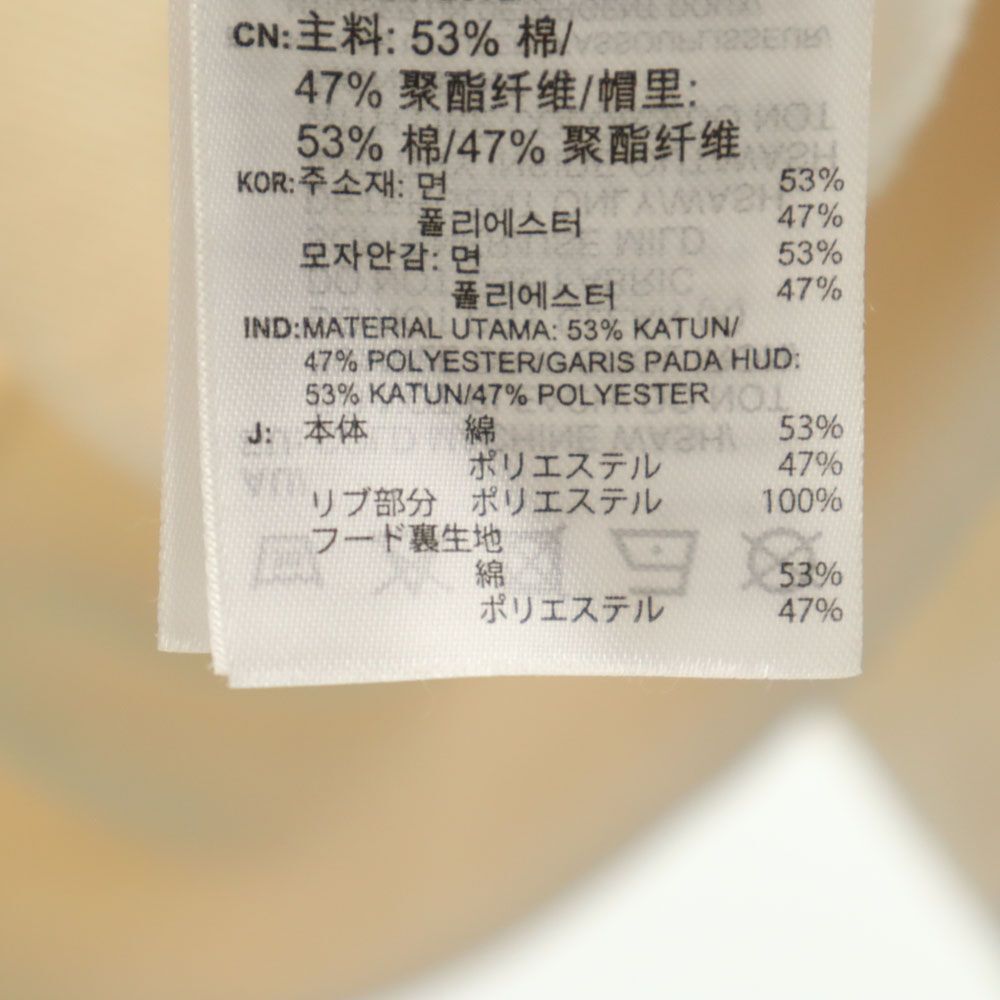 CN:主料: 53% 棉/
47% 聚酯纤维/帽里:
53% 棉/47% 聚酯纤维
KOR:주소재: 면 53%
폴리에스터 47%
모자안감: 면 53%
폴리에스터 47%
IND:MATERIAL UTAMA: 53% KATUN/
47% POLYESTER/GARIS PADA HUD:
53% KATUN/47% POLYESTER
J: 本体 綿 53%
ポリエステル 47%
リブ部分 ポリエステル 100%
フード裏生地
綿 53%
ポリエステル 47%